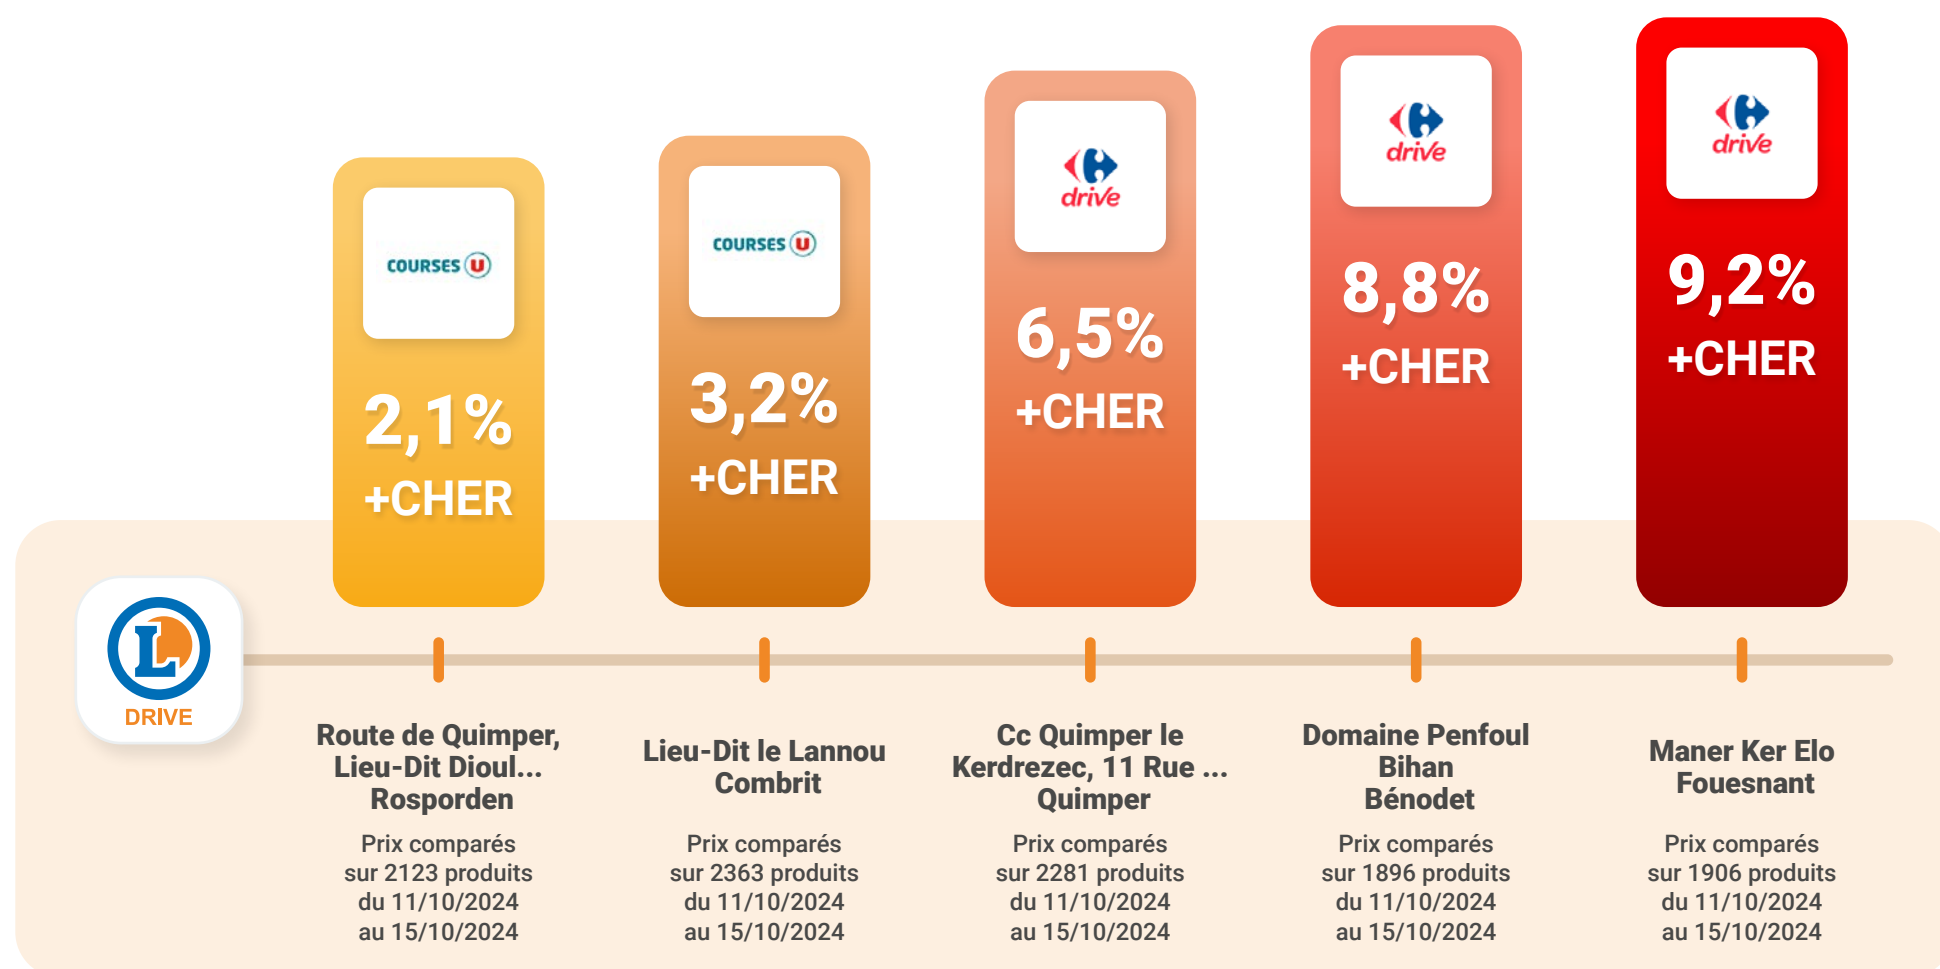 COURSES U
2,1%
+CHER
COURSES U
3,2%
+CHER
drive
6,5%
+CHER
drive
8,8%
+CHER
drive
9,2%
+CHER
L
DRIVE
Route de Quimper,
Lieu-Dit Dioul...
Rosporden
Prix comparés
sur 2123 produits
du 11/10/2024
au 15/10/2024
Lieu-Dit le Lannou
Combrit
Prix comparés
sur 2363 produits
du 11/10/2024
au 15/10/2024
Cc Quimper le
Kerdrezec, 11 Rue ...
Quimper
Prix comparés
sur 2281 produits
du 11/10/2024
au 15/10/2024
Domaine Penfoul
Bihan
Bénodet
Prix comparés
sur 1896 produits
du 11/10/2024
au 15/10/2024
Maner Ker Elo
Fouesnant
Prix comparés
sur 1906 produits
du 11/10/2024
au 15/10/2024